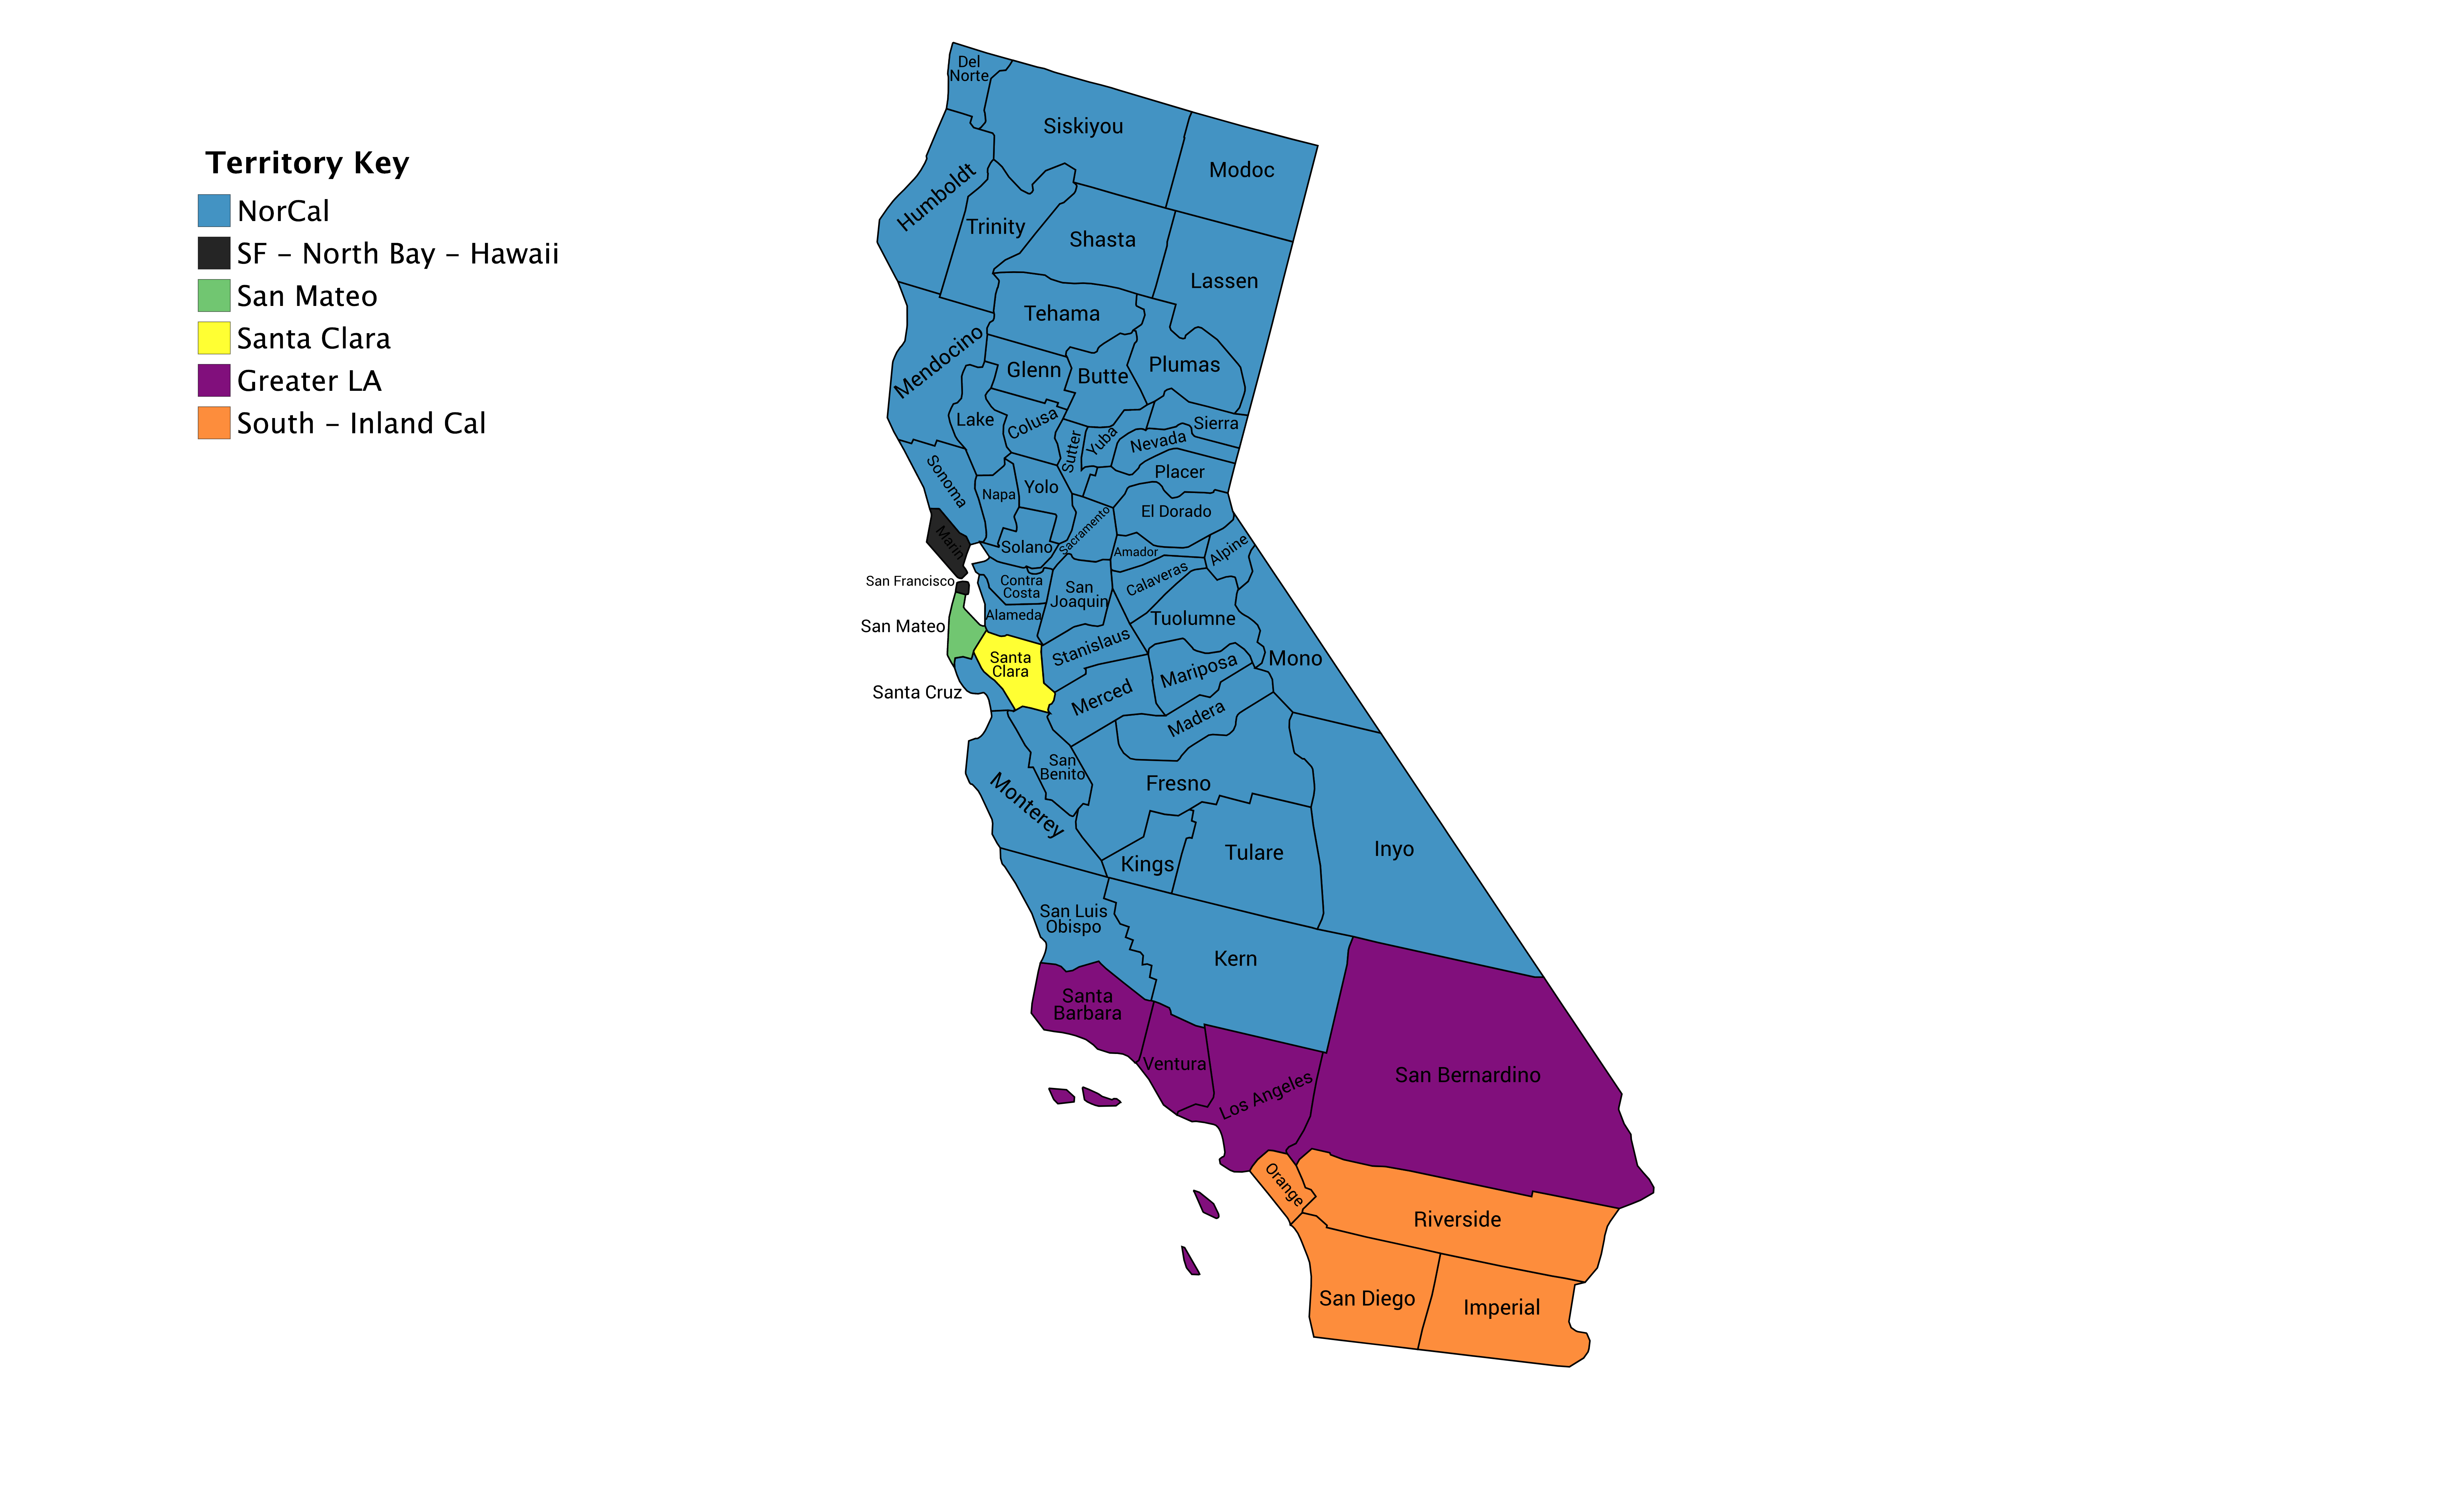 Territory Key
NorCal
SF – North Bay – Hawaii
San Mateo
Santa Clara
Greater LA
South – Inland Cal
Del
Norte
Siskiyou
Modoc
Humboldt
Trinity
Shasta
Lassen
Tehama
Mendocino
Glenn
Butte
Plumas
Lake
Colusa
Sutter
Yuba
Sierra
Nevada
Placer
Sonoma
Napa
Yolo
El Dorado
Sacramento
Marin
Solano
Amador
Alpine
San Francisco
Contra
Costa
San
Joaquin
Calaveras
Alameda
Tuolumne
San Mateo
Santa
Clara
Stanislaus
Mariposa
Mono
Santa Cruz
Merced
Madera
San
Benito
Fresno
Monterey
Kings
Tulare
Inyo
San Luis
Obispo
Kern
Santa
Barbara
Ventura
Los Angeles
San Bernardino
Orange
Riverside
San Diego
Imperial